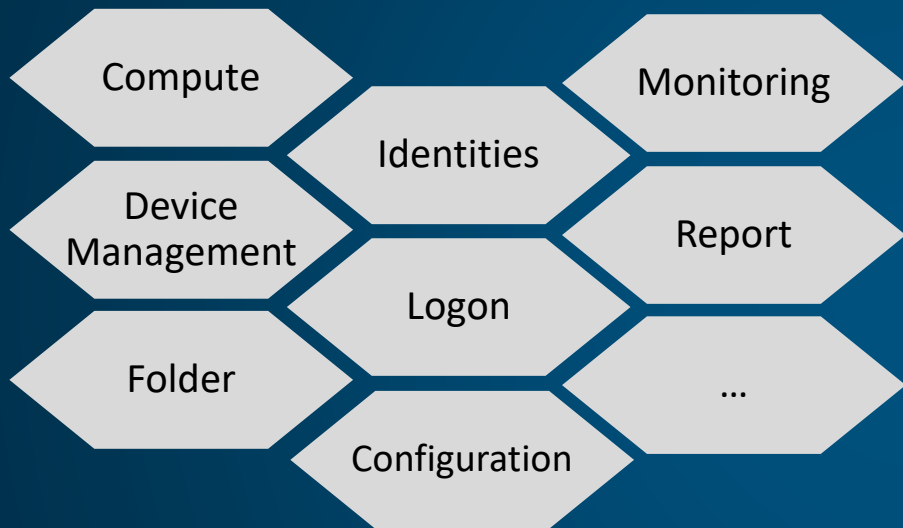 Compute
Monitoring
Identities
Device
Management
Report
Logon
Folder
...
Configuration